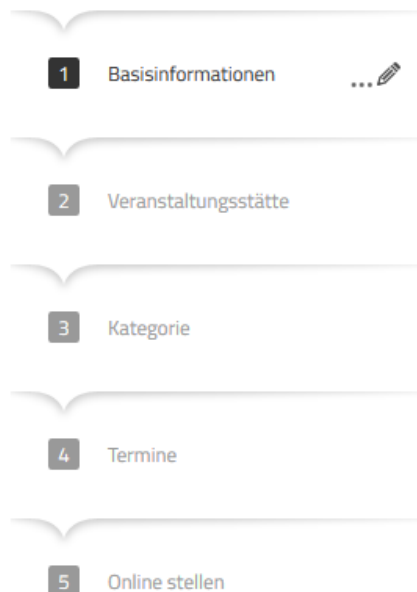 1 Basisinformationen ...
2 Veranstaltungsstätte
3 Kategorie
4 Termine
5 Online stellen